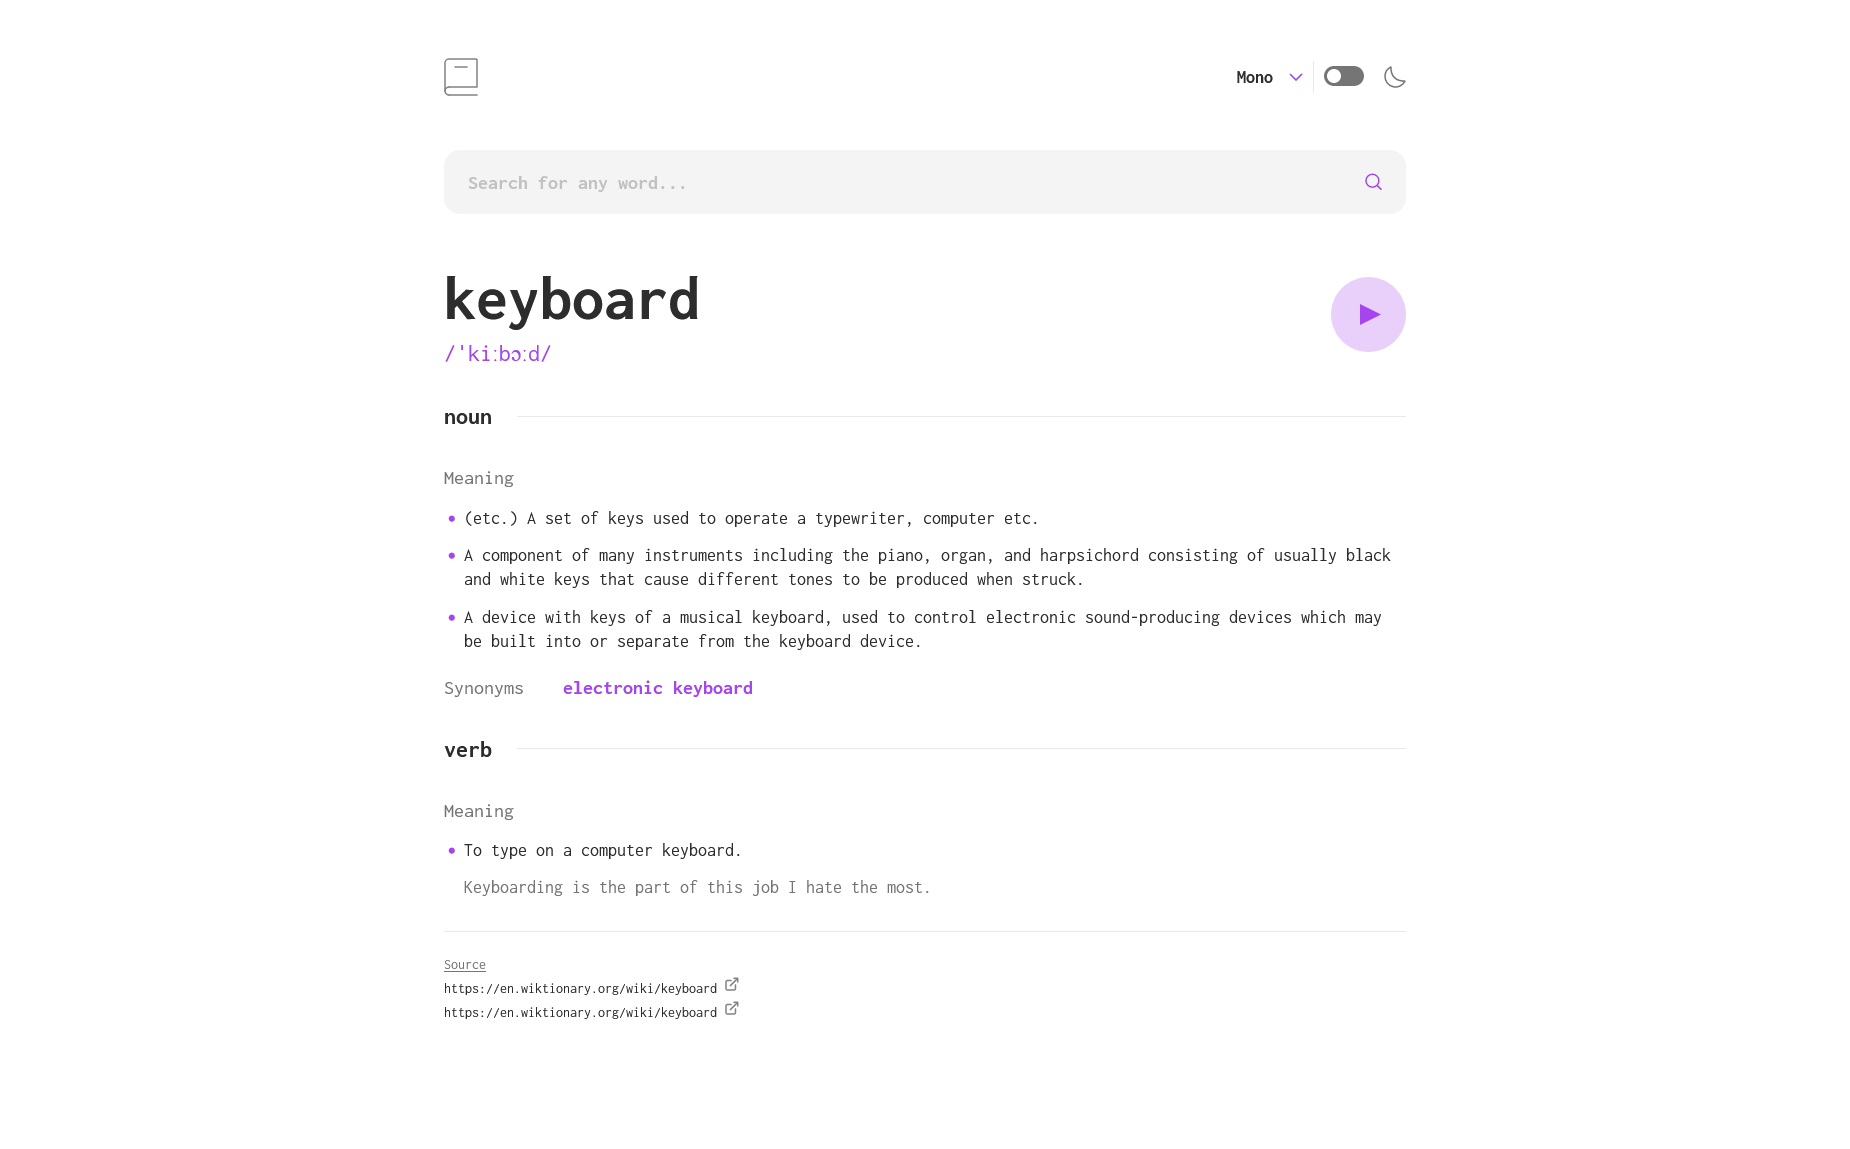 Mono
Search for any word...
keyboard
/ˈkiːbɔːd/
noun
Meaning
(etc.) A set of keys used to operate a typewriter, computer etc.
A component of many instruments including the piano, organ, and harpsichord consisting of usually black
and white keys that cause different tones to be produced when struck.
A device with keys of a musical keyboard, used to control electronic sound-producing devices which may
be built into or separate from the keyboard device.
Synonyms electronic keyboard
verb
Meaning
To type on a computer keyboard.
Keyboarding is the part of this job I hate the most.
Source
https://en.wiktionary.org/wiki/keyboard
https://en.wiktionary.org/wiki/keyboard